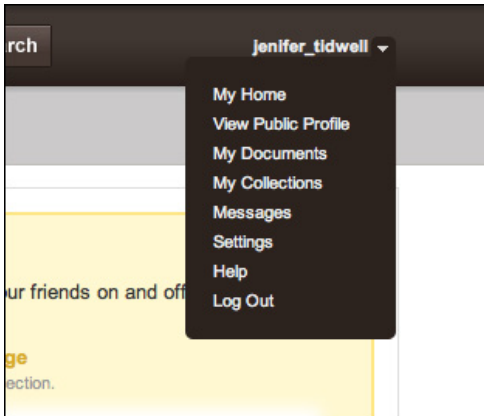 rch
jenifer_tidwell
My Home
View Public Profile
My Documents
My Collections
Messages
Settings
Help
Log Out
ur friends on and off
ge
ection.